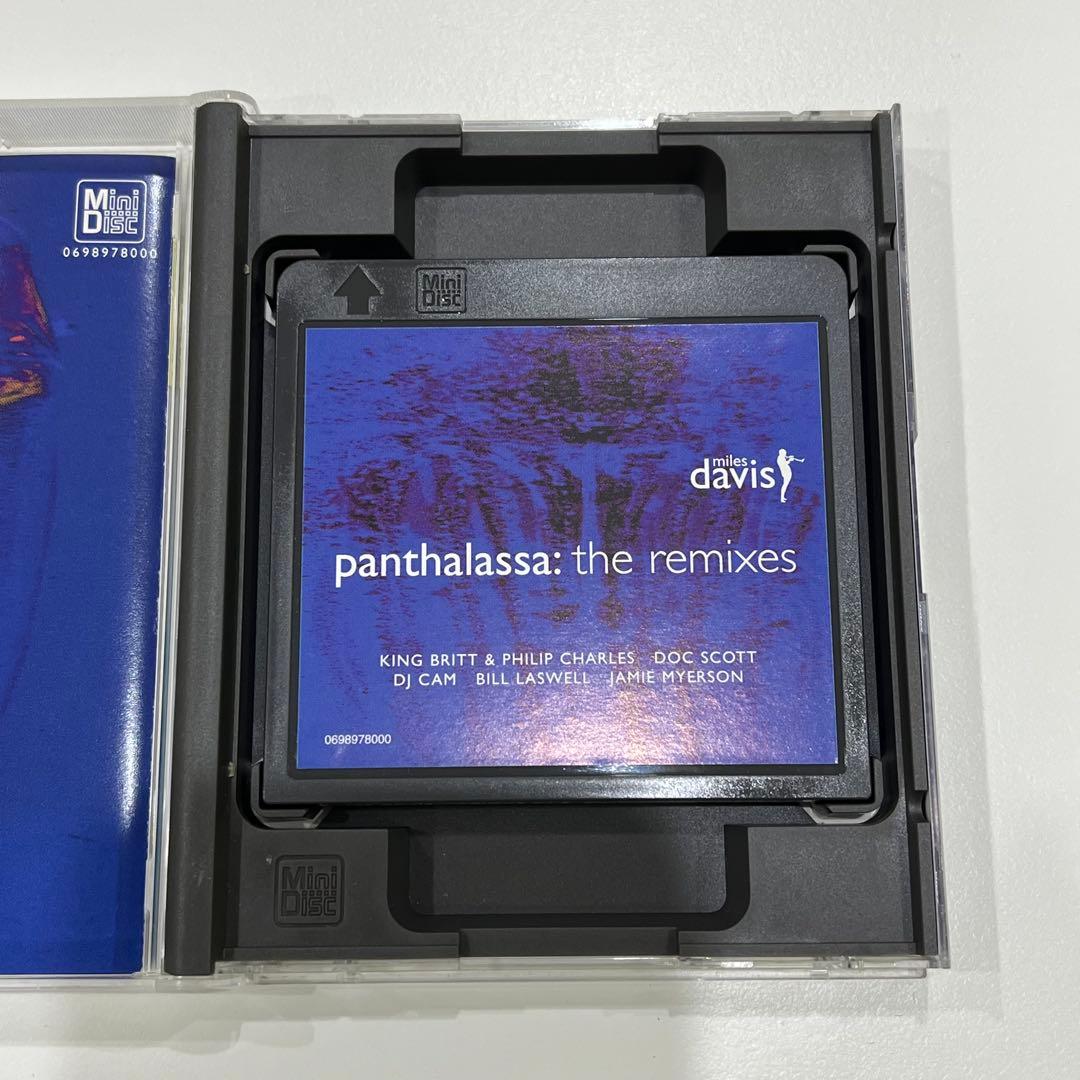 Mini
Disc
0698978000
Mini
Disc
miles
davis
panthalassa: the remixes
KING BRITT & PHILIP CHARLES DOC SCOTT
DJ CAM BILL LASWELL JAMIE MYERSON
0698978000
Mini
Disc